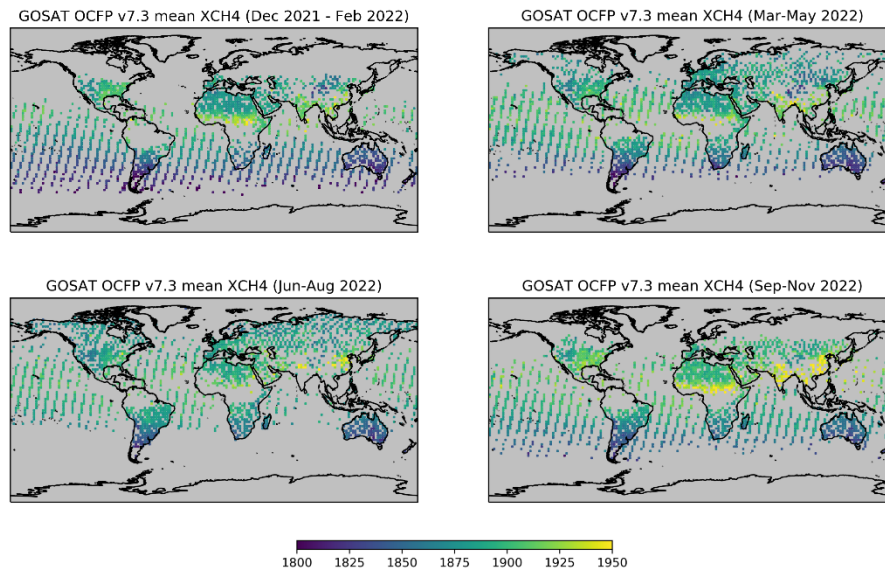 GOSAT OCFP v7.3 mean XCH4 (Dec 2021 - Feb 2022)
GOSAT OCFP v7.3 mean XCH4 (Mar-May 2022)
GOSAT OCFP v7.3 mean XCH4 (Jun-Aug 2022)
GOSAT OCFP v7.3 mean XCH4 (Sep-Nov 2022)
1800 1825 1850 1875 1900 1925 1950